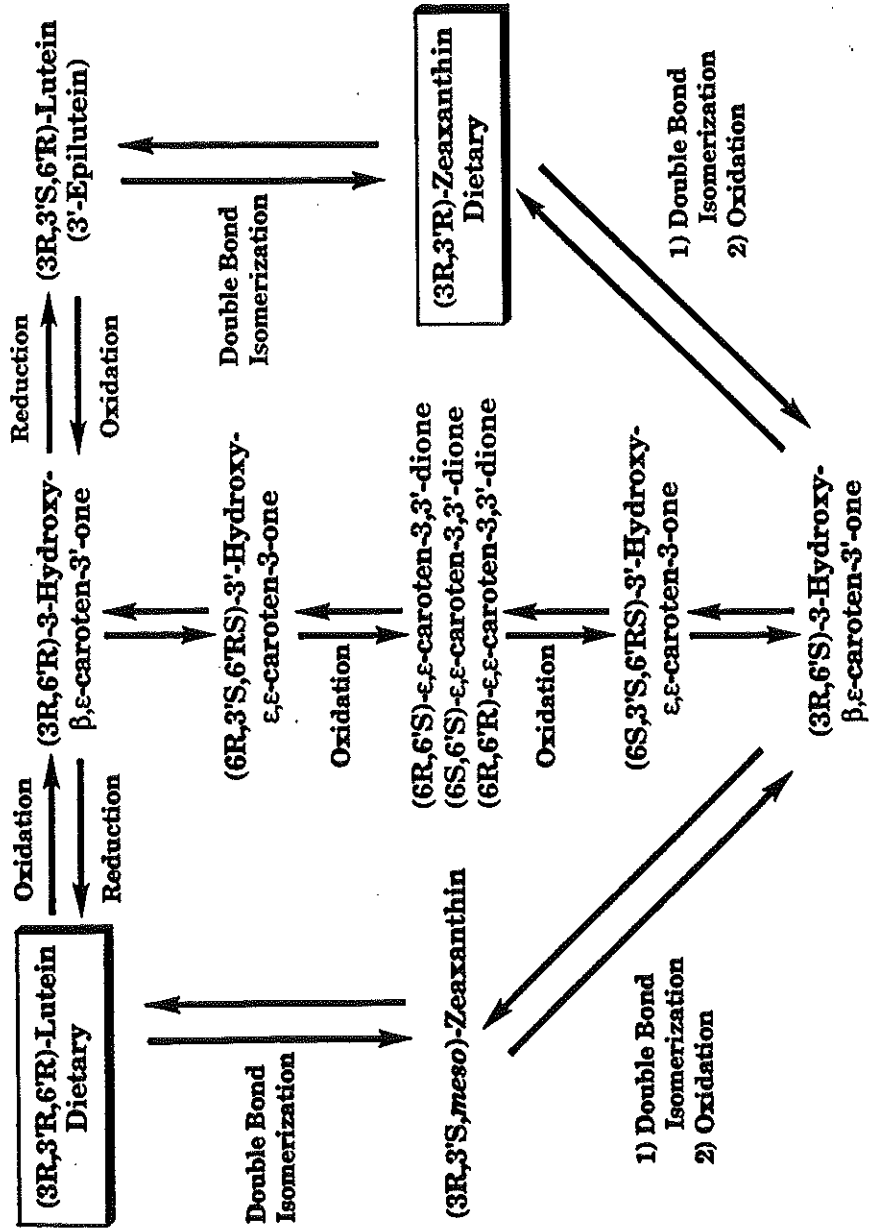 (3R,3'R,6'R)-Lutein
Dietary
Oxidation
Reduction
(3R,6'R)-3-Hydroxy-
β,ε-caroten-3'-one
Reduction
Oxidation
(3R,3'S,6'R)-Lutein
(3'-Epilutein)
Double Bond
Isomerization
(6R,3'S,6'RS)-3'-Hydroxy-
ε,ε-caroten-3-one
Double Bond
Isomerization
Oxidation
(3R,3'S,meso)-Zeaxanthin
(6R,6'S)-ε,ε-caroten-3,3'-dione
(6S,6'S)-ε,ε-caroten-3,3'-dione
(6R,6'R)-ε,ε-caroten-3,3'-dione
(3R,3'R)-Zeaxanthin
Dietary
Oxidation
(6S,3'S,6'RS)-3'-Hydroxy-
ε,ε-caroten-3-one
1) Double Bond
Isomerization
2) Oxidation
(3R,6'S)-3-Hydroxy-
β,ε-caroten-3'-one
1) Double Bond
Isomerization
2) Oxidation